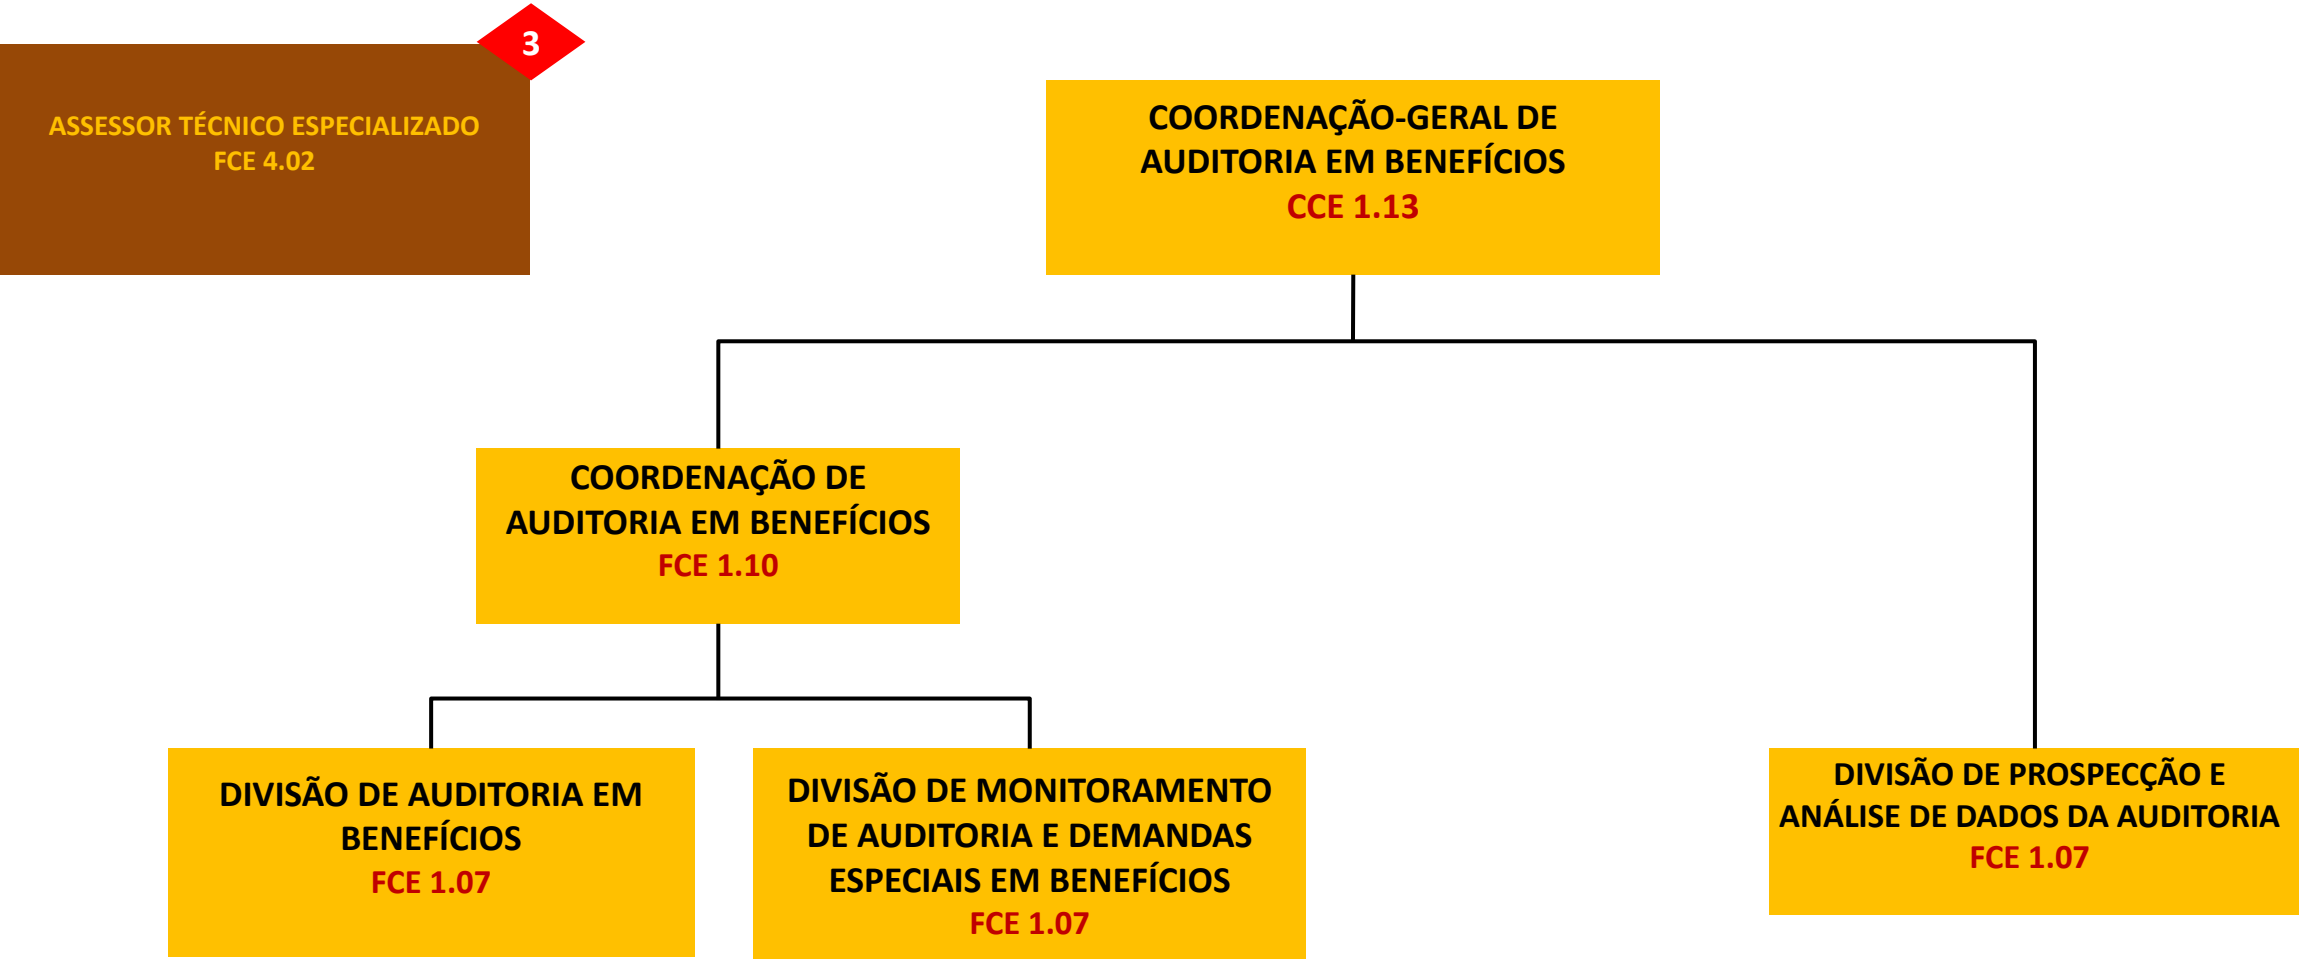 3
ASSESSOR TÉCNICO ESPECIALIZADO
FCE 4.02
COORDENAÇÃO-GERAL DE
AUDITORIA EM BENEFÍCIOS
CCE 1.13
COORDENAÇÃO DE
AUDITORIA EM BENEFÍCIOS
FCE 1.10
DIVISÃO DE AUDITORIA EM
BENEFÍCIOS
FCE 1.07
DIVISÃO DE MONITORAMENTO
DE AUDITORIA E DEMANDAS
ESPECIAIS EM BENEFÍCIOS
FCE 1.07
DIVISÃO DE PROSPECÇÃO E
ANÁLISE DE DADOS DA AUDITORIA
FCE 1.07